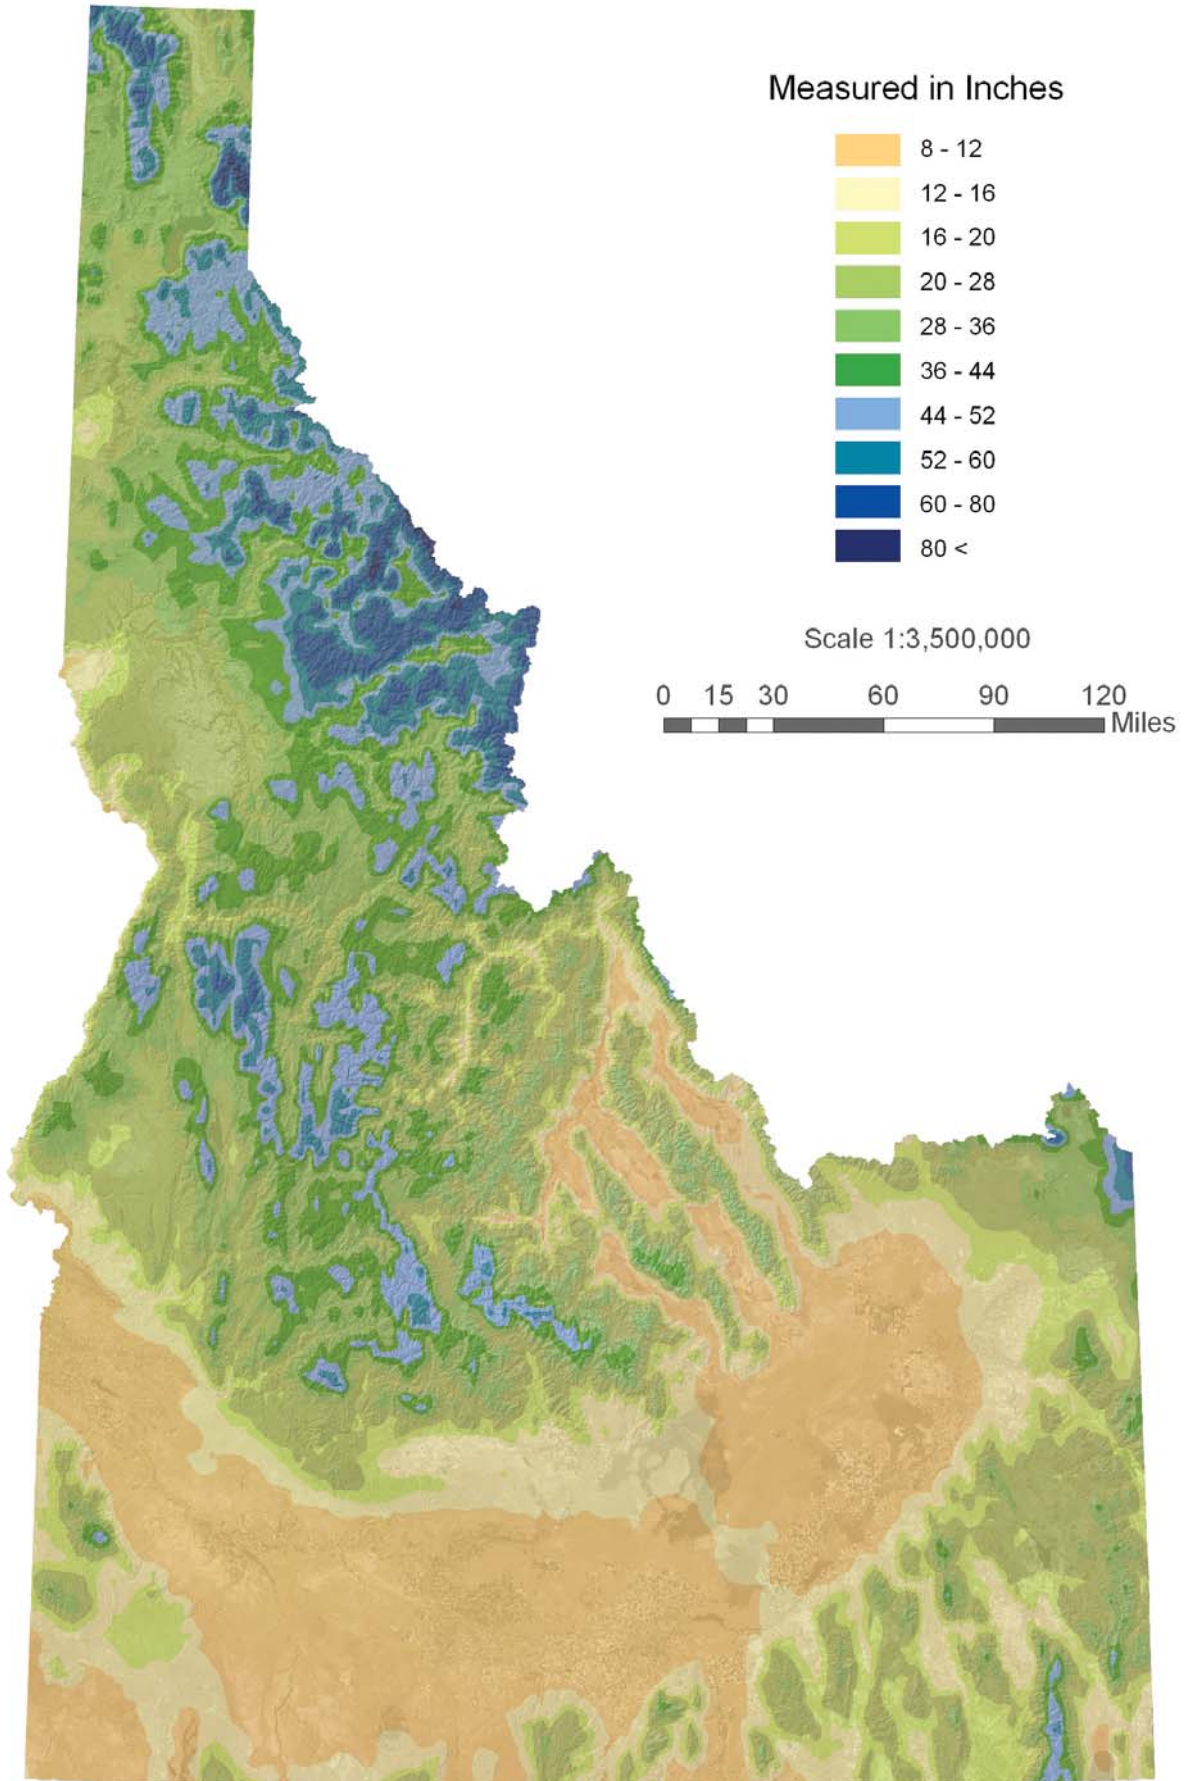 Measured in Inches
8 - 12
12 - 16
16 - 20
20 - 28
28 - 36
36 - 44
44 - 52
52 - 60
60 - 80
80 <
Scale 1:3,500,000
0 15 30 60 90 120
Miles